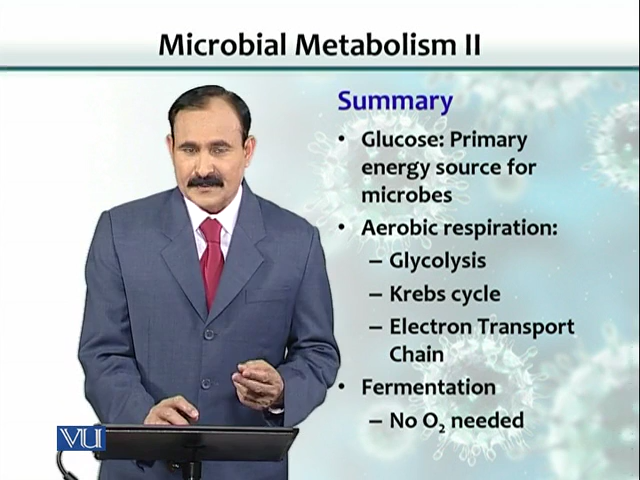 Microbial Metabolism II
Summary
• Glucose: Primary
energy source for
microbes
• Aerobic respiration:
– Glycolysis
– Krebs cycle
– Electron Transport
Chain
• Fermentation
– No O₂ needed
VU